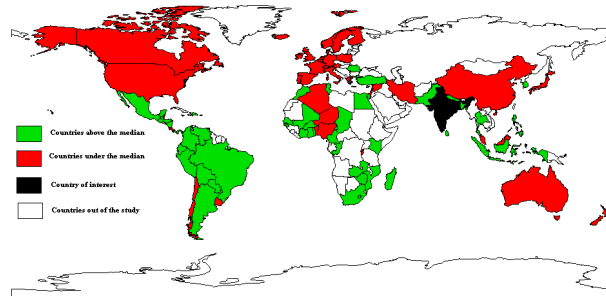 Countries above the median
Countries under the median
Country of interest
Countries out of the study